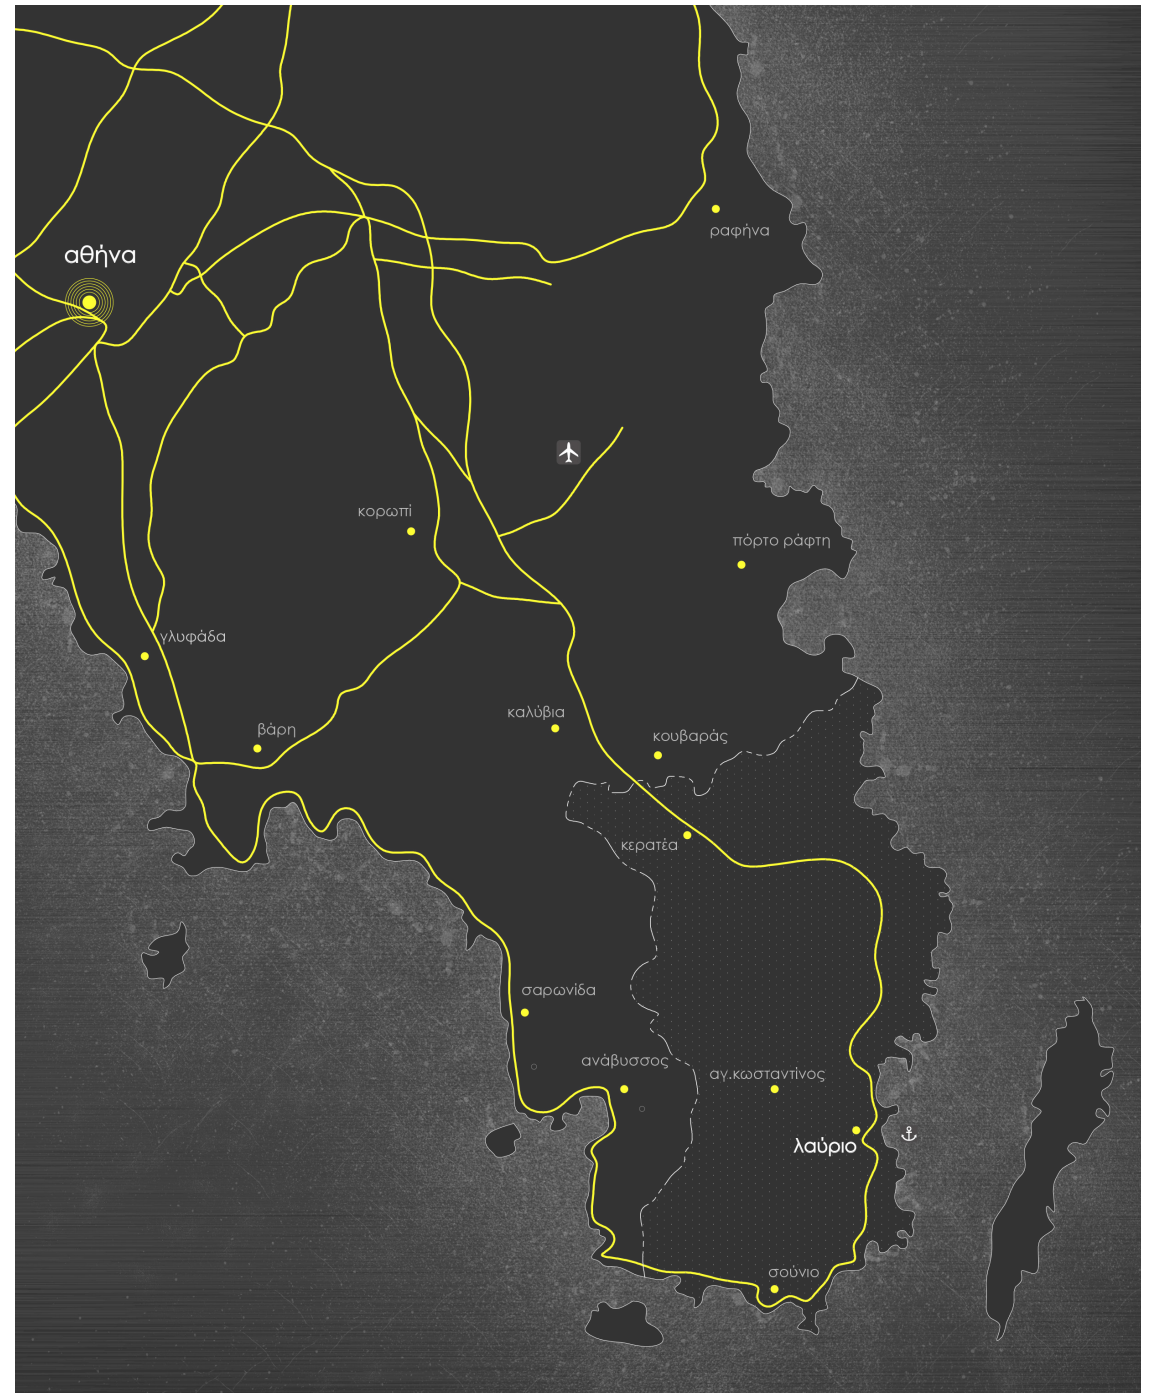 ραφήνα
αθήνα
κορωπί
πόρτο ράφτη
γλυφάδα
καλύβια
βάρη
κουβαράς
κερατέα
σαρωνίδα
ανάβυσσος
αγ.κωσταντίνος
λαύριο
σούνιο